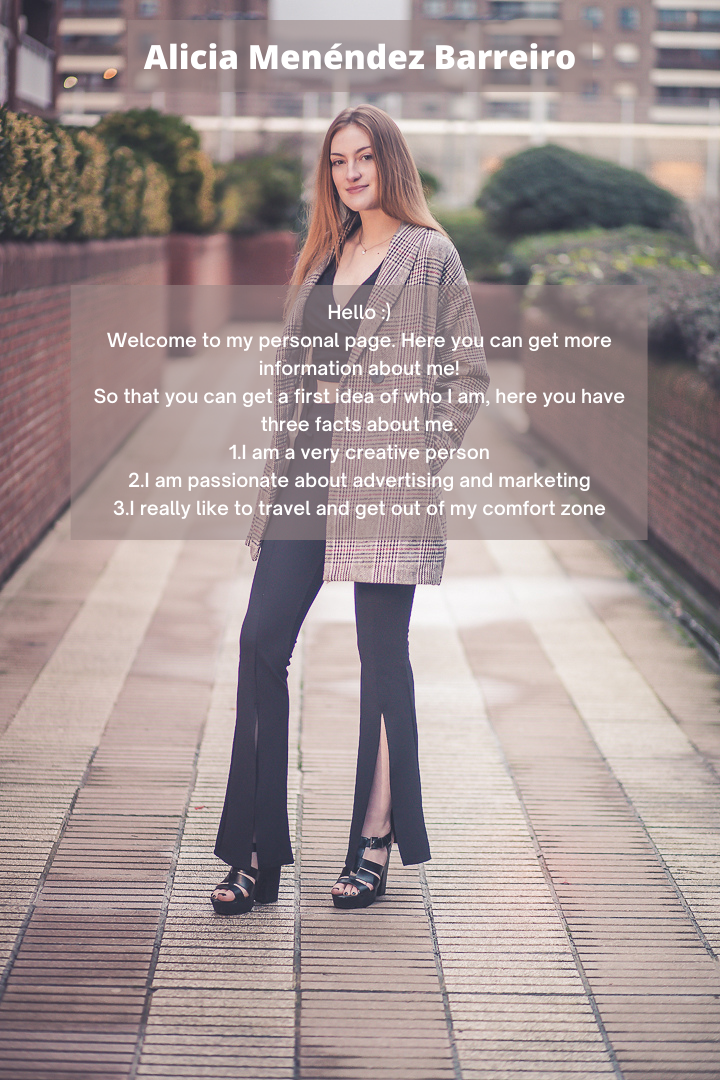 Alicia Menéndez Barreiro
Hello :)
Welcome to my personal page. Here you can get more
information about me!
So that you can get a first idea of who I am, here you have
three facts about me.
1.I am a very creative person
2.I am passionate about advertising and marketing
3.I really like to travel and get out of my comfort zone